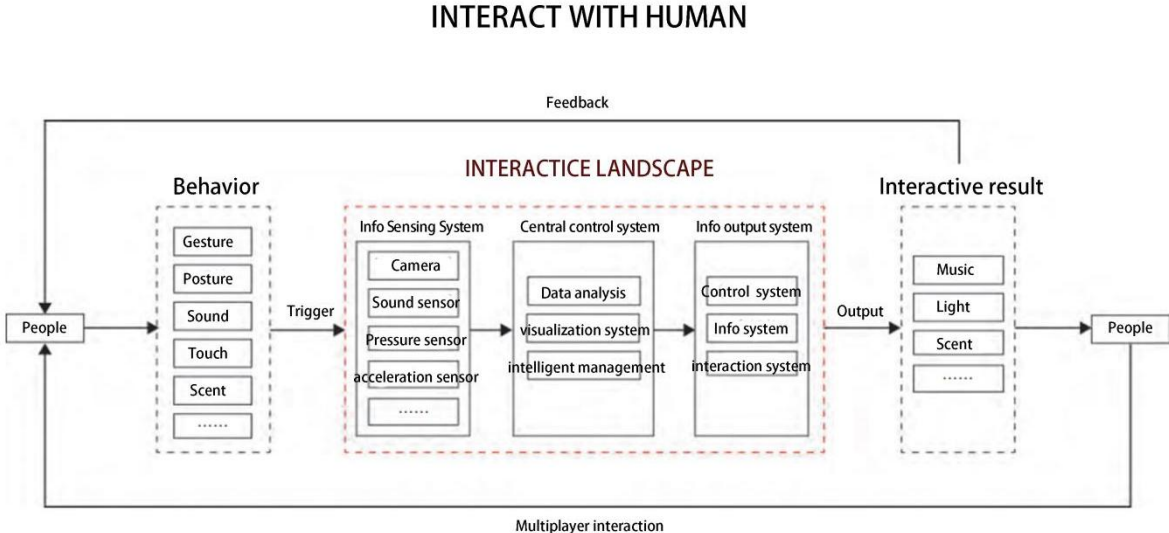 INTERACT WITH HUMAN
Feedback
INTERACTICE LANDSCAPE
Behavior
Interactive result
Info Sensing System
Central control system
Info output system
People
Gesture
Posture
Sound
Touch
Scent
......
Trigger
Camera
Sound sensor
Pressure sensor
acceleration sensor
......
Data analysis
visualization system
intelligent management
Control system
Info system
interaction system
Output
Music
Light
Scent
......
People
Multiplayer interaction